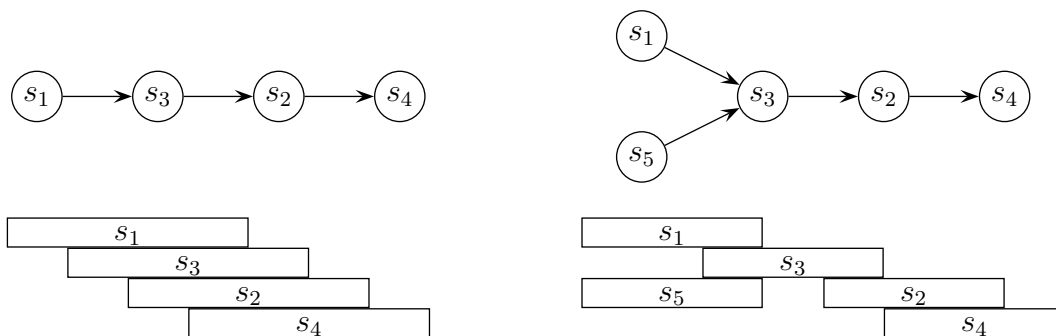 s₁
s₁ s₃ s₂ s₄
s₃ s₂ s₄
s₅
s₁ s₁
s₃ s₃
s₂ s₅ s₂
s₄ s₄